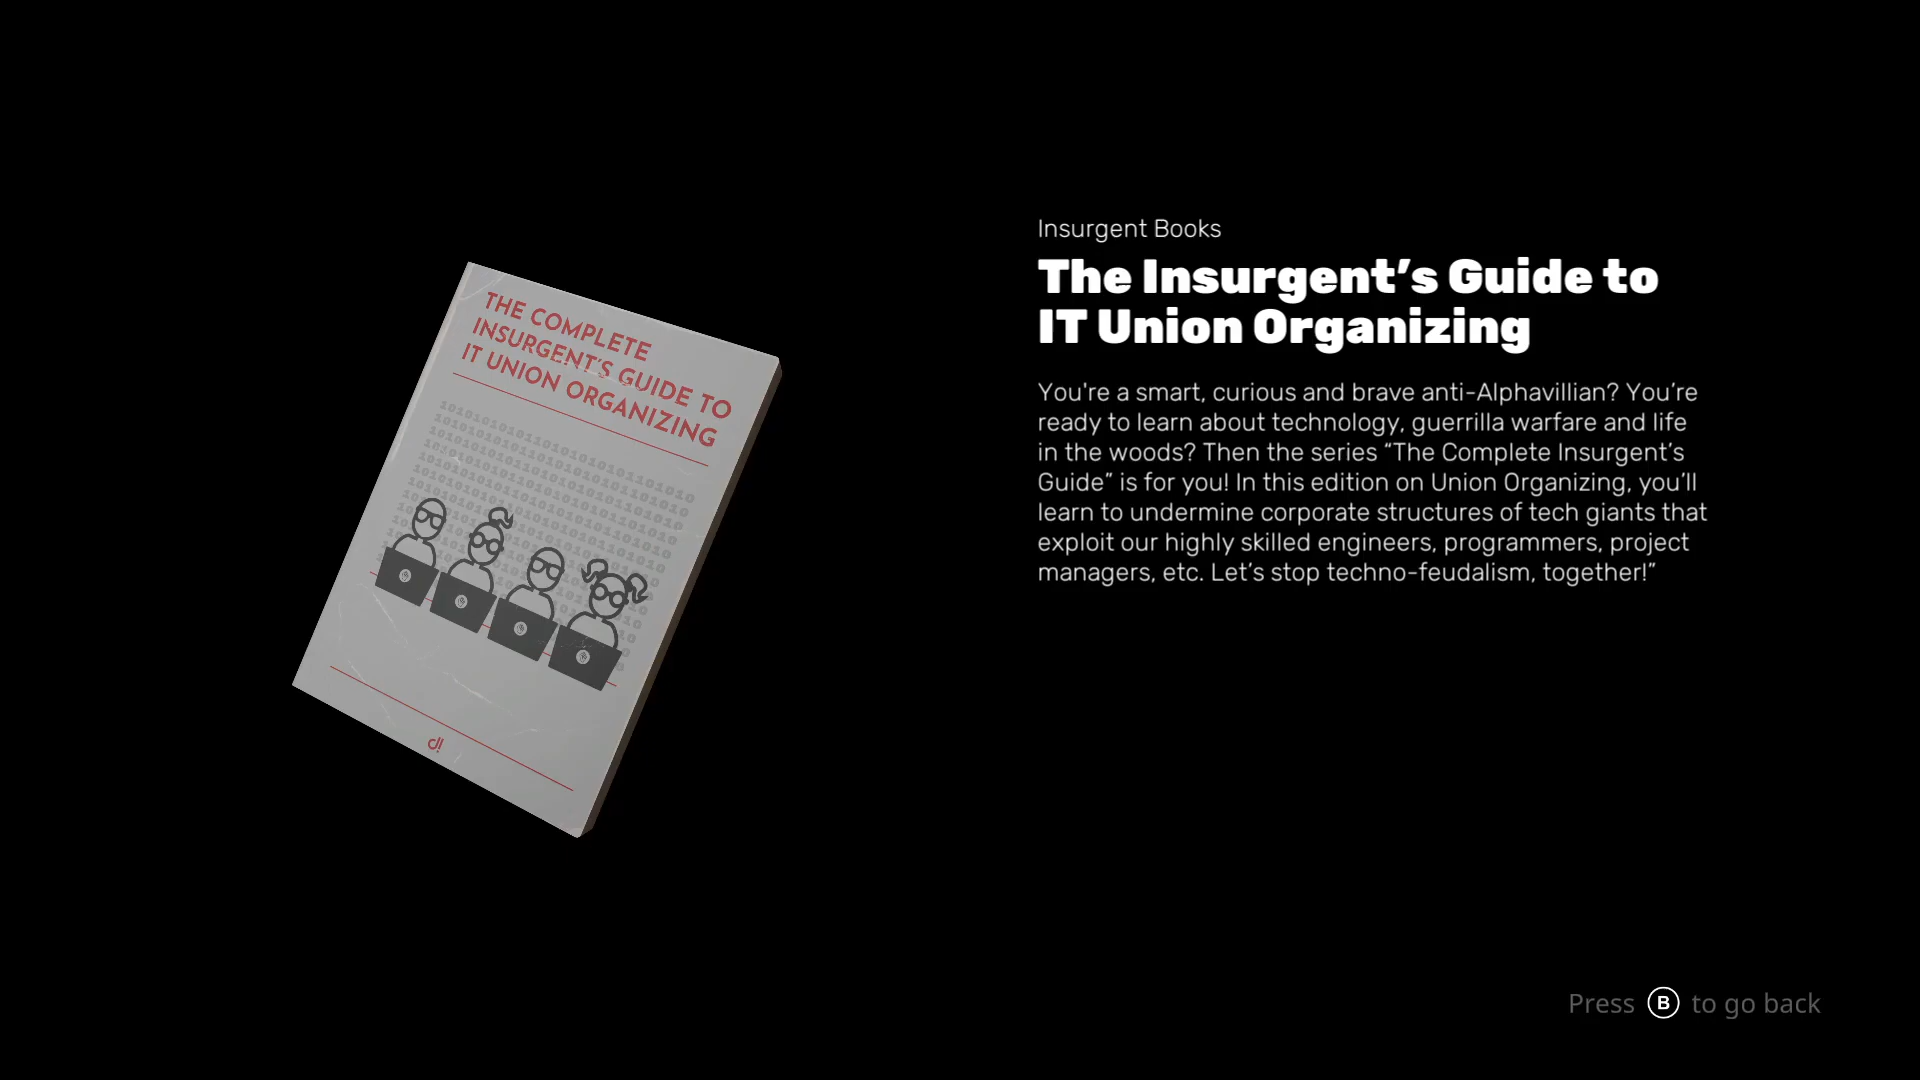 THE COMPLETE
INSURGENT'S GUIDE TO
IT UNION ORGANIZING
d!
Insurgent Books
The Insurgent’s Guide to
IT Union Organizing
You're a smart, curious and brave anti-Alphavillian? You’re
ready to learn about technology, guerrilla warfare and life
in the woods? Then the series “The Complete Insurgent’s
Guide” is for you! In this edition on Union Organizing, you’ll
learn to undermine corporate structures of tech giants that
exploit our highly skilled engineers, programmers, project
managers, etc. Let’s stop techno-feudalism, together!”
Press B to go back